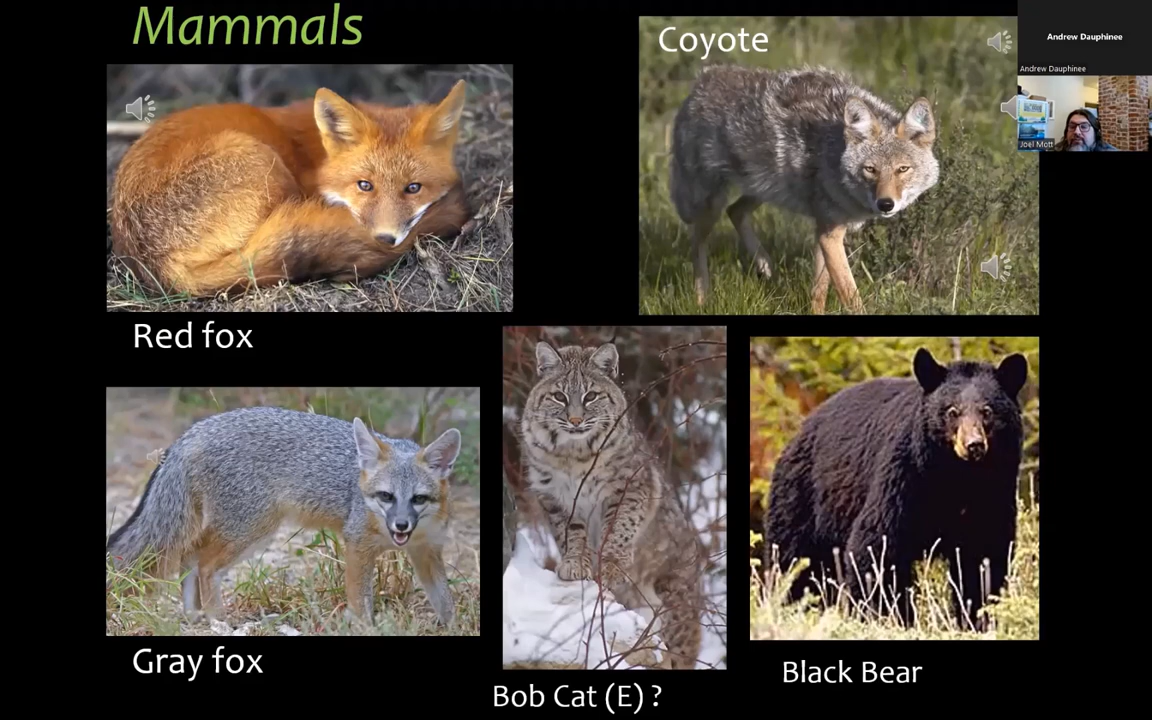 Mammals
Coyote
Andrew Dauphinee
Andrew Dauphinee
Joel Mott
Red fox
Gray fox
Bob Cat (E) ?
Black Bear